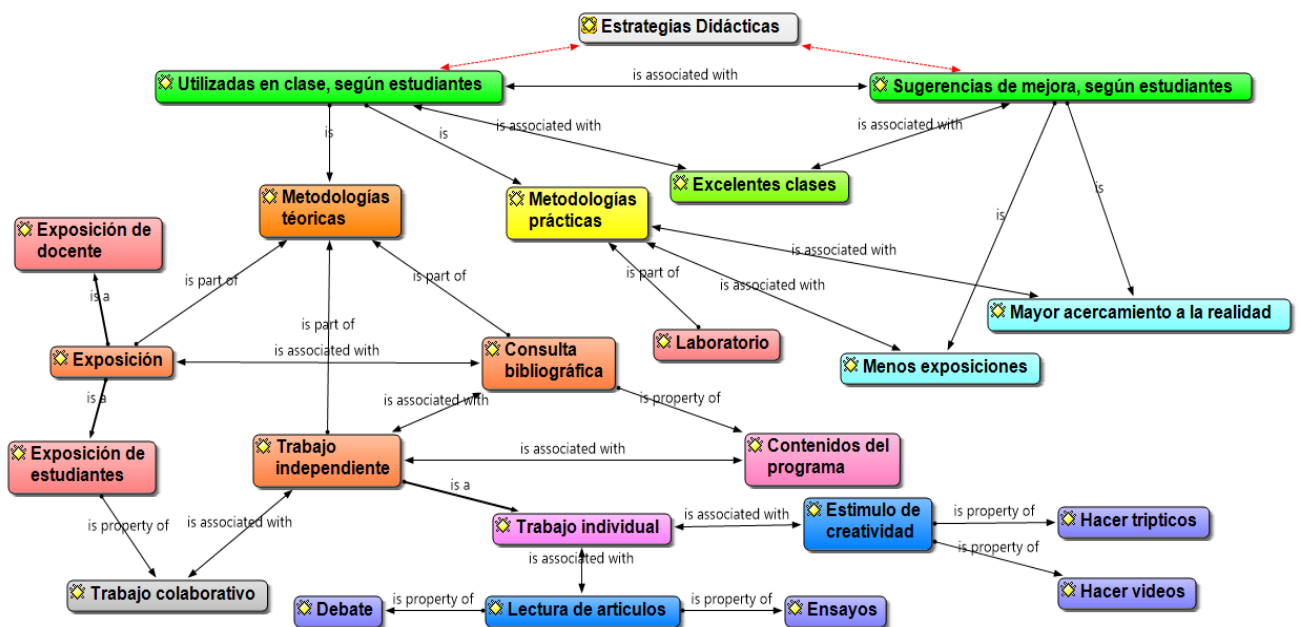 Estrategias Didácticas
Utilizadas en clase, según estudiantes
is associated with
Sugerencias de mejora, según estudiantes
is associated with
is associated with
is
is
Excelentes clases
Metodologías
téoricas
Metodologías
prácticas
is
is
Exposición de
docente
is associated with
is part of
is part of
is part of
is associated with
is a
is part of
Mayor acercamiento a la realidad
Exposición
is associated with
Consulta
bibliográfica
Laboratorio
Menos exposiciones
is a
is associated with
is property of
Exposición de
estudiantes
Trabajo
independiente
is associated with
Contenidos del
programa
is a
is property of
is associated with
Trabajo individual
is associated with
Estimulo de
creatividad
is property of
Hacer tripticos
is property of
is associated with
Trabajo colaborativo
Hacer videos
Debate
is property of
Lectura de articulos
is property of
Ensayos